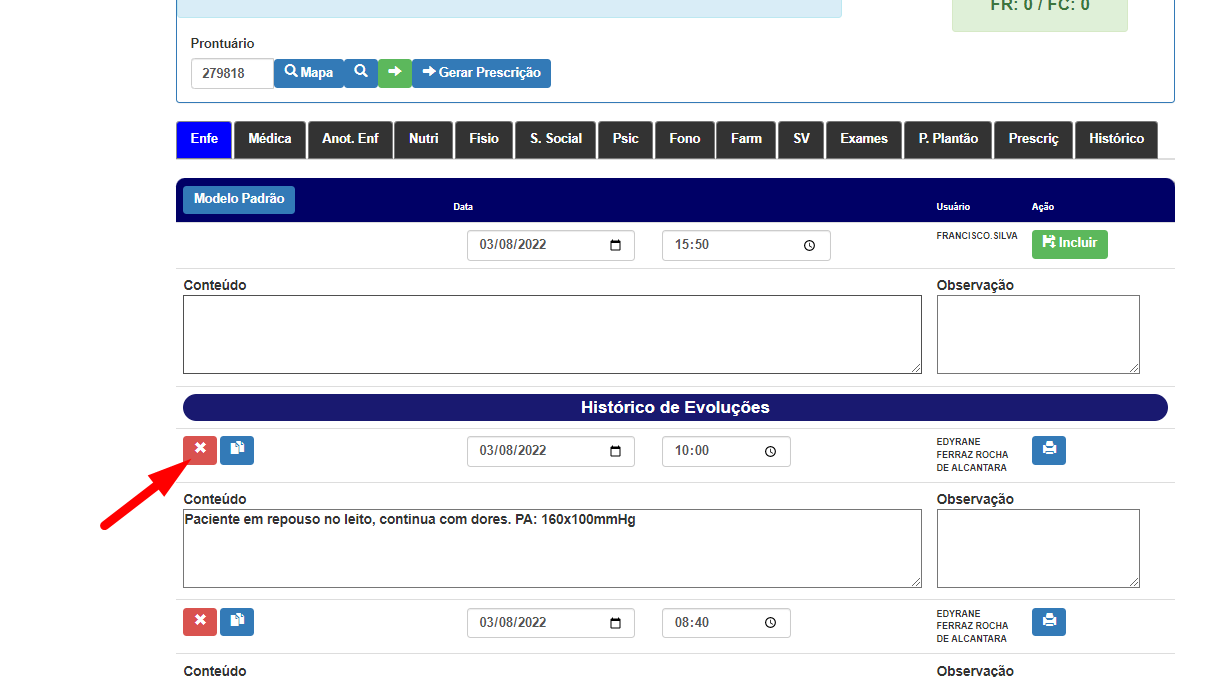 FR: 0 / FC: 0
Prontuário
279818 Mapa Gerar Prescrição
Enfe Médica Anot. Enf Nutri Fisio S. Social Psic Fono Farm SV Exames P. Plantão Prescriç Histórico
Modelo Padrão Data Usuário Ação
03/08/2022 15:50 FRANCISCO.SILVA Incluir
Conteúdo Observação
Histórico de Evoluções
03/08/2022 10:00 EDYRANE
FERRAZ ROCHA
DE ALCANTARA
Conteúdo Observação
Paciente em repouso no leito, continua com dores. PA: 160x100mmHg
03/08/2022 08:40 EDYRANE
FERRAZ ROCHA
DE ALCANTARA
Conteúdo Observação